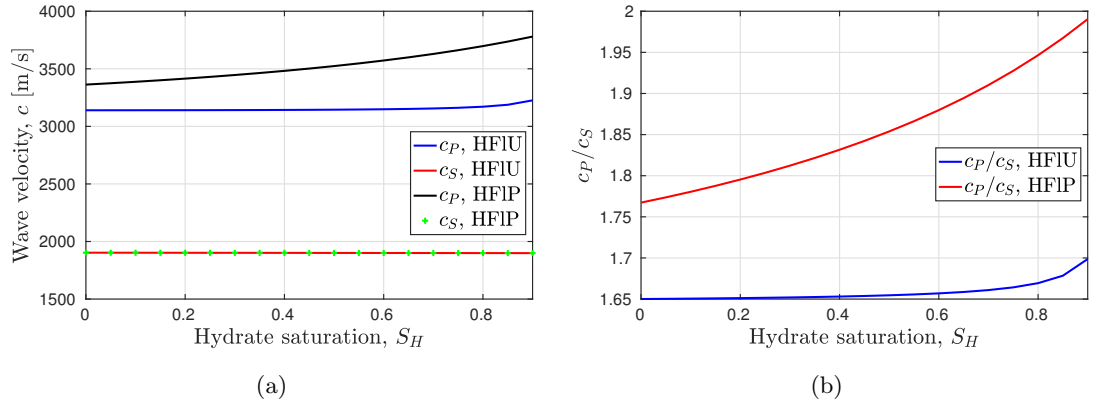 4000
3500
3000
2500
2000
1500
Wave velocity, c [m/s]
0
0.2
0.4
0.6
0.8
Hydrate saturation, S_H
c_P, HFlU
c_S, HFlU
c_P, HFlP
c_S, HFlP
(a)
2
1.95
1.9
1.85
1.8
1.75
1.7
1.65
c_P/c_S
0
0.2
0.4
0.6
0.8
Hydrate saturation, S_H
c_P/c_S, HFlU
c_P/c_S, HFlP
(b)